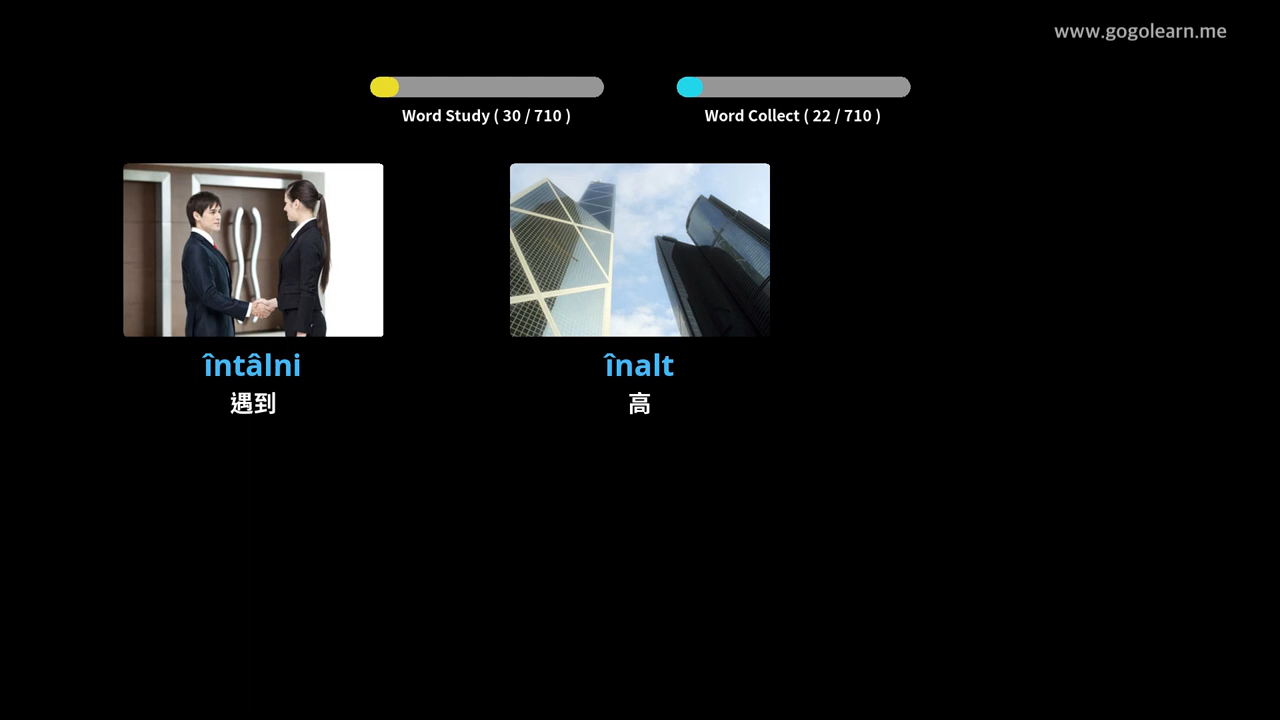 www.gogolearn.me
Word Study ( 30 / 710 )
Word Collect ( 22 / 710 )
întâlni
遇到
înalt
高